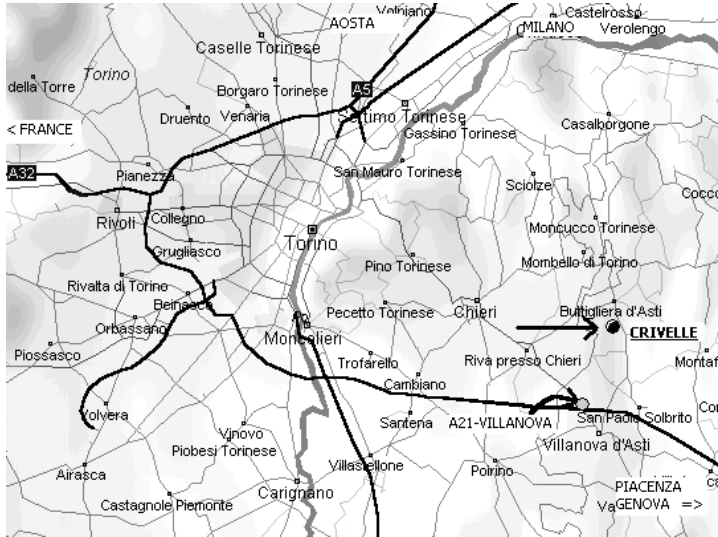 Volpiano
AOSTA
Castelrosso
MILANO
Verolengo
Caselle Torinese
della Torre
Torino
A5
Borgaro Torinese
Druento
Venaria
Settimo Torinese
Casalborgone
< FRANCE
Gassino Torinese
A32
Pianezza
San Mauro Torinese
Sciolze
Rivoli
Collegno
Moncucco Torinese
Torino
Grugliasco
Pino Torinese
Mombello di Torino
Rivalta di Torino
Beinasco
Pecetto Torinese
Chieri
Buttigliera d'Asti
Orbassano
CRIVELLE
Moncalieri
Piossasco
Trofarello
Riva presso Chieri
Cambiano
Volvera
Santena
A21-VILLANOVA
San Paolo Solbrito
Vinovo
Villanova d'Asti
Piobesi Torinese
Villastellone
Poirino
Airasca
Carignano
PIACENZA
Castagnole Piemonte
GENOVA =>